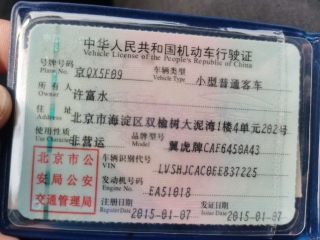 中华人民共和国机动车行驶证
Vehicle License of the People's Republic of China
号牌号码 Plate No. 京QX5F09 车辆类型 Vehicle Type 小型普通客车
所有人 Owner 许富水
住址 Address 北京市海淀区双榆树大泥湾1楼4单元202号
使用性质 非营运 品牌型号 翼虎牌CAF6450A43
北京市公安局公安交通管理局
车辆识别代号 VIN LVSHJCAC0EE837225
发动机号码 Engine No. EA51018
注册日期 Register Date 2015-01-07 发证日期 Issue Date 2015-01-07